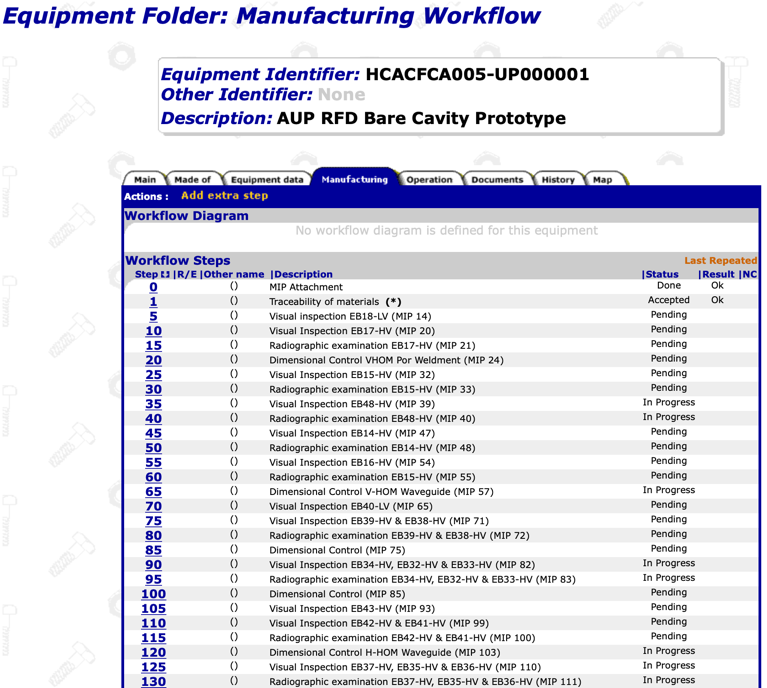 Equipment Folder: Manufacturing Workflow
Equipment Identifier: HCACFCA005-UP000001
Other Identifier: None
Description: AUP RFD Bare Cavity Prototype
Main Made of Equipment data Manufacturing Operation Documents History Map
Actions : Add extra step
Workflow Diagram
No workflow diagram is defined for this equipment
Workflow Steps Last Repeated
Step |R/E |Other name |Description |Status |Result |NC
0 () MIP Attachment Done Ok
1 () Traceability of materials (*) Accepted Ok
5 () Visual inspection EB18-LV (MIP 14) Pending
10 () Visual Inspection EB17-HV (MIP 20) Pending
15 () Radiographic examination EB17-HV (MIP 21) Pending
20 () Dimensional Control VHOM Por Weldment (MIP 24) Pending
25 () Visual Inspection EB15-HV (MIP 32) Pending
30 () Radiographic examination EB15-HV (MIP 33) Pending
35 () Visual Inspection EB48-HV (MIP 39) In Progress
40 () Radiographic examination EB48-HV (MIP 40) In Progress
45 () Visual Inspection EB14-HV (MIP 47) Pending
50 () Radiographic examination EB14-HV (MIP 48) Pending
55 () Visual Inspection EB16-HV (MIP 54) Pending
60 () Radiographic examination EB15-HV (MIP 55) Pending
65 () Dimensional Control V-HOM Waveguide (MIP 57) In Progress
70 () Visual Inspection EB40-LV (MIP 65) Pending
75 () Visual Inspection EB39-HV & EB38-HV (MIP 71) Pending
80 () Radiographic examination EB39-HV & EB38-HV (MIP 72) Pending
85 () Dimensional Control (MIP 75) Pending
90 () Visual Inspection EB34-HV, EB32-HV & EB33-HV (MIP 82) In Progress
95 () Radiographic examination EB34-HV, EB32-HV & EB33-HV (MIP 83) In Progress
100 () Dimensional Control (MIP 85) Pending
105 () Visual Inspection EB43-HV (MIP 93) Pending
110 () Visual Inspection EB42-HV & EB41-HV (MIP 99) Pending
115 () Radiographic examination EB42-HV & EB41-HV (MIP 100) Pending
120 () Dimensional Control H-HOM Waveguide (MIP 103) In Progress
125 () Visual Inspection EB37-HV, EB35-HV & EB36-HV (MIP 110) In Progress
130 () Radiographic examination EB37-HV, EB35-HV & EB36-HV (MIP 111) In Progress